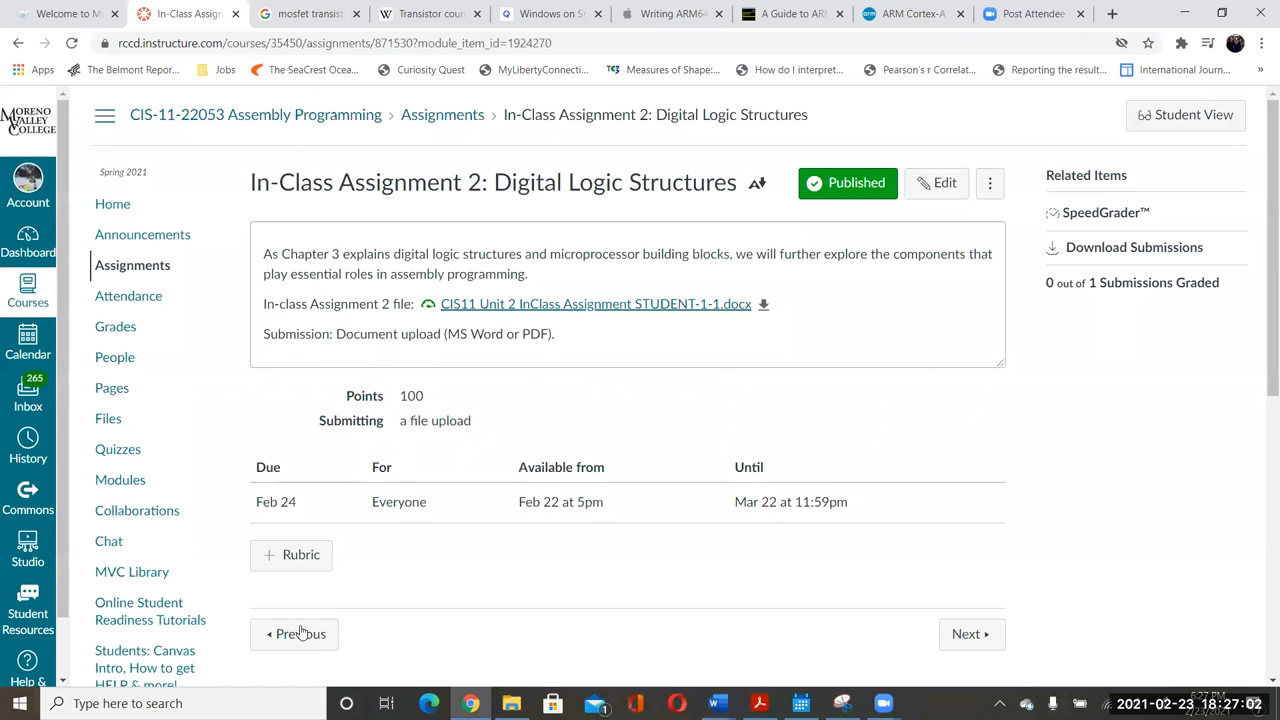 Welcome to M
In-Class Assign
transfer transist
Transistor cour
Windows on S
Writing ARM64
A Guide to AR
ARM Cortex-A
Post Attendee
rccd.instructure.com/courses/35450/assignments/871530?module_item_id=1924270
Apps
The Belmont Repor...
Jobs
The SeaCrest Ocea...
Curiosity Quest
MyLibertyConnecti...
Measures of Shape:...
How do I interpret...
Pearson's r Correlat...
Reporting the result...
International Journ...
MORENO
VALLEY
COLLEGE
CIS-11-22053 Assembly Programming
Assignments
In-Class Assignment 2: Digital Logic Structures
Student View
Account
Dashboard
Courses
Calendar
265
Inbox
History
Commons
Studio
Student
Resources
Help &
Spring 2021
Home
Announcements
Assignments
Attendance
Grades
People
Pages
Files
Quizzes
Modules
Collaborations
Chat
MVC Library
Online Student
Readiness Tutorials
Students: Canvas
Intro, How to get
HELP & more!
In-Class Assignment 2: Digital Logic Structures
Published
Edit
As Chapter 3 explains digital logic structures and microprocessor building blocks, we will further explore the components that
play essential roles in assembly programming.
In-class Assignment 2 file: CIS11 Unit 2 InClass Assignment STUDENT-1-1.docx
Submission: Document upload (MS Word or PDF).
Points 100
Submitting a file upload
Due For Available from Until
Feb 24 Everyone Feb 22 at 5pm Mar 22 at 11:59pm
+ Rubric
Previous
Next
Related Items
SpeedGrader™
Download Submissions
0 out of 1 Submissions Graded
Type here to search
1
2021-02-23 18:27:02